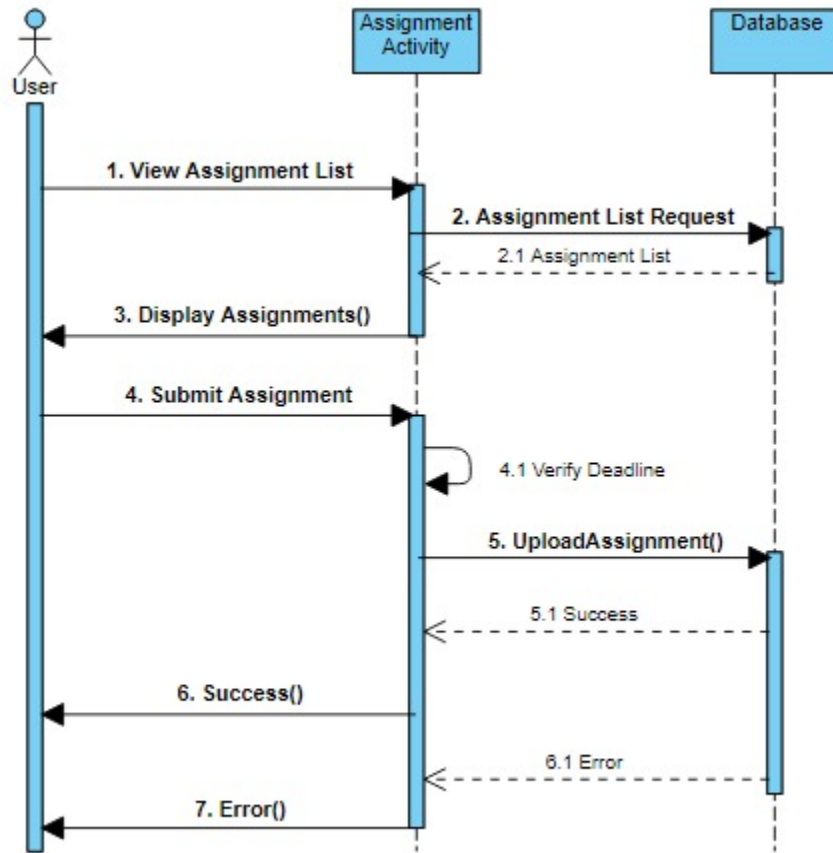 Assignment
Activity
Database
User
1. View Assignment List
2. Assignment List Request
2.1 Assignment List
3. Display Assignments()
4. Submit Assignment
4.1 Verify Deadline
5. UploadAssignment()
5.1 Success
6. Success()
6.1 Error
7. Error()